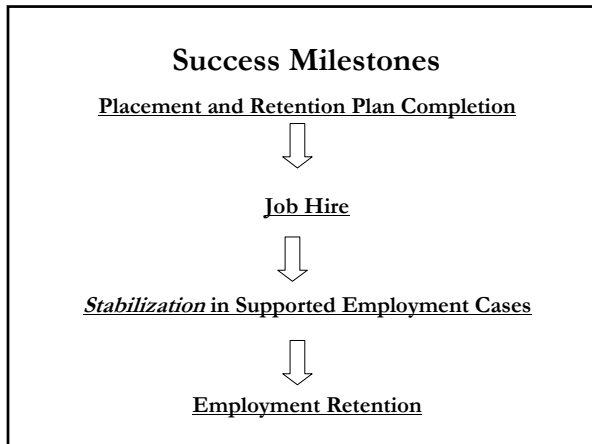 Success Milestones
Placement and Retention Plan Completion
Job Hire
Stabilization in Supported Employment Cases
Employment Retention